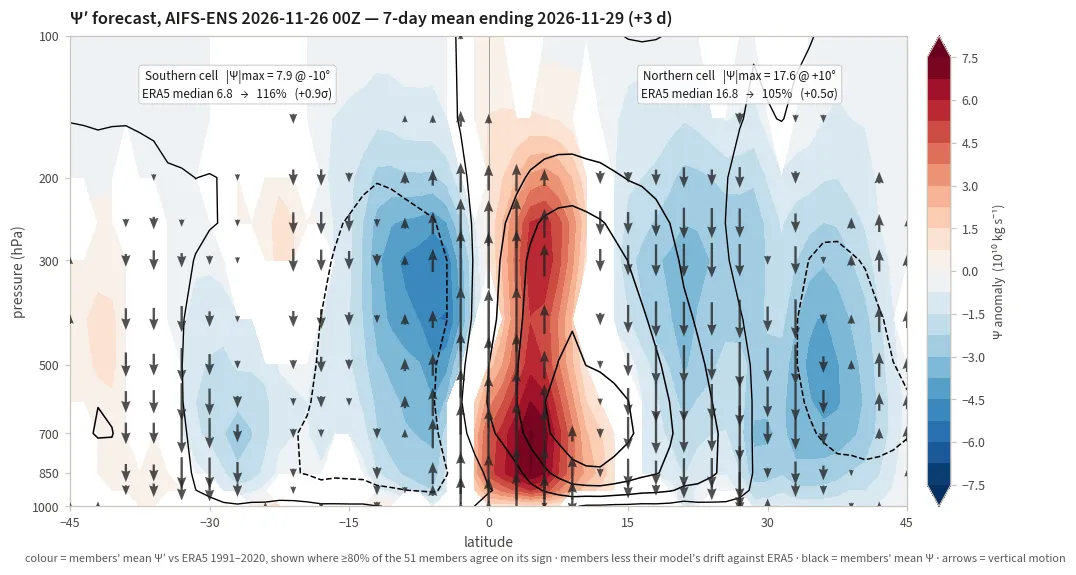 Ψ′ forecast, AIFS-ENS 2026-11-26 00Z — 7-day mean ending 2026-11-29 (+3 d)
Southern cell |Ψ|max = 7.9 @ -10°
ERA5 median 6.8 → 116% (+0.9σ)
Northern cell |Ψ|max = 17.6 @ +10°
ERA5 median 16.8 → 105% (+0.5σ)
pressure (hPa)
100
200
300
400
500
700
850
1000
−45
−30
−15
0
15
30
45
latitude
7.5
6.0
4.5
3.0
1.5
0.0
−1.5
−3.0
−4.5
−6.0
−7.5
Ψ anomaly (10¹⁰ kg s⁻¹)
colour = members' mean Ψ′ vs ERA5 1991–2020, shown where ≥80% of the 51 members agree on its sign · members less their model's drift against ERA5 · black = members' mean Ψ · arrows = vertical motion